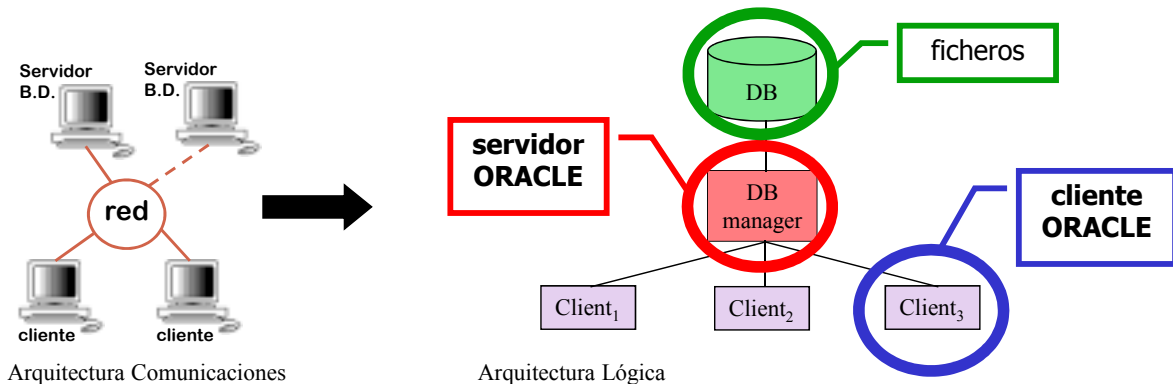 Servidor
B.D.
Servidor
B.D.
red
cliente
cliente
Arquitectura Comunicaciones
DB
ficheros
servidor
ORACLE
DB
manager
cliente
ORACLE
Client₁
Client₂
Client₃
Arquitectura Lógica